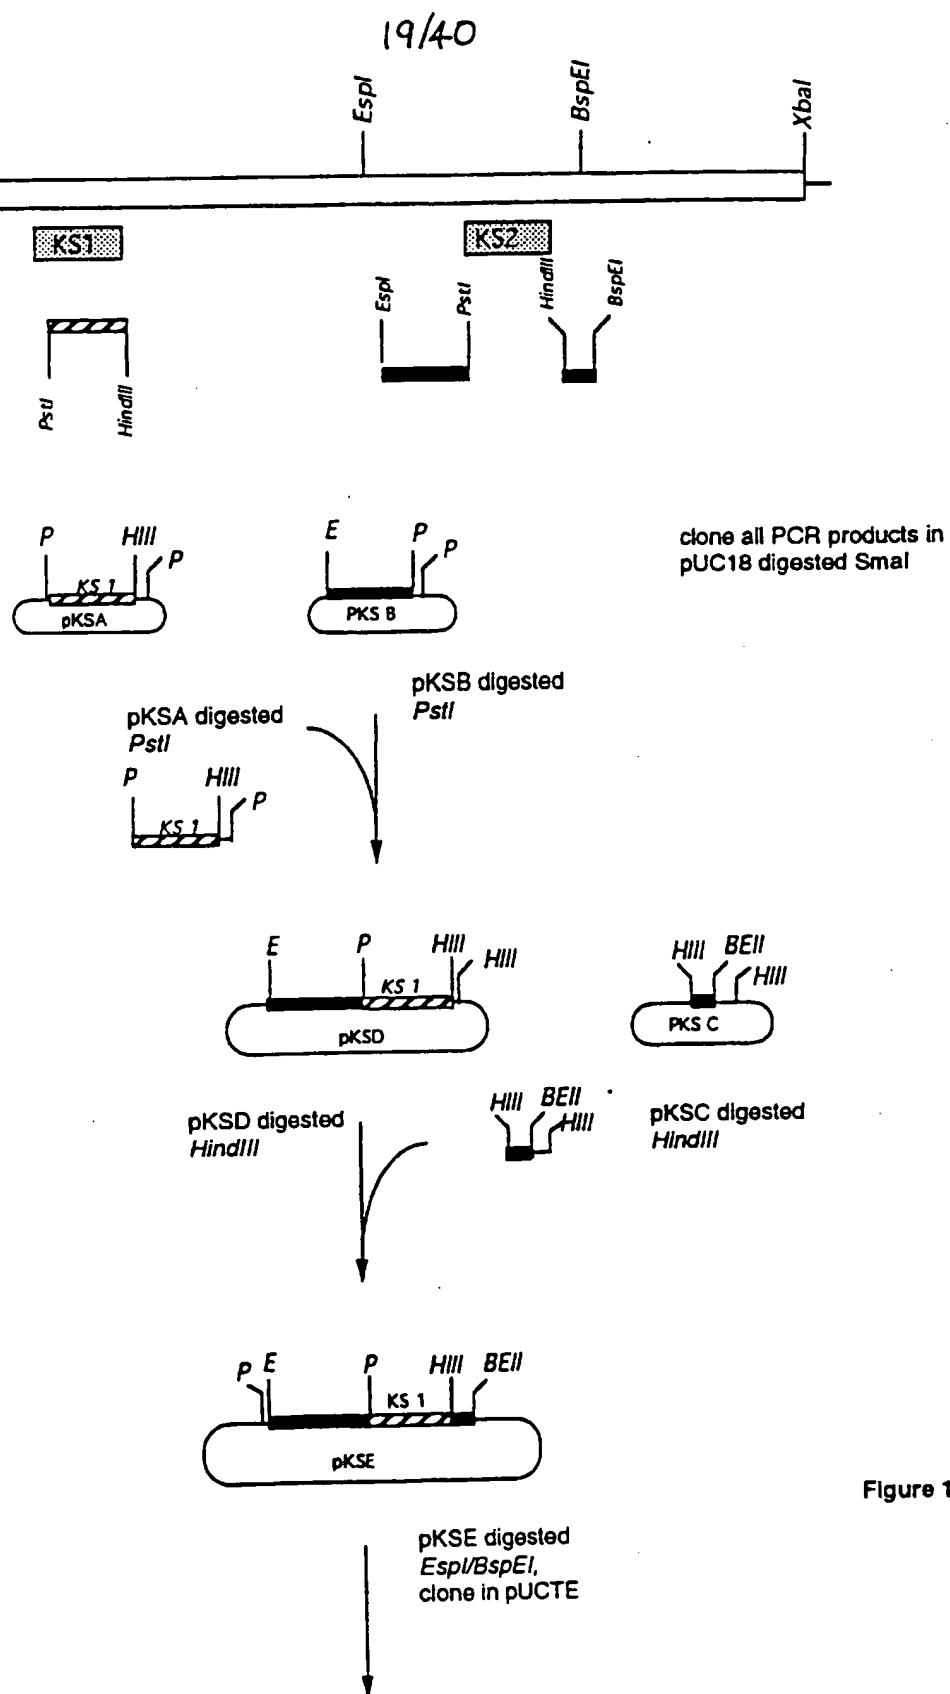 19/40
EspI
BspEI
XbaI
KS1
KS2
EspI
PstI
HindIII
BspEI
PstI
HindIII
P
HIII
P
KS 1
pKSA
E
P
P
PKS B
clone all PCR products in
pUC18 digested SmaI
pKSB digested
PstI
pKSA digested
PstI
P
HIII
P
KS 1
E
P
HIII
HIII
KS 1
pKSD
HIII
BEII
HIII
PKS C
pKSD digested
HindIII
HIII
BEII
HIII
pKSC digested
HindIII
P
E
P
HIII
BEII
KS 1
pKSE
Figure 1
pKSE digested
EspI/BspEI,
clone in pUCTE